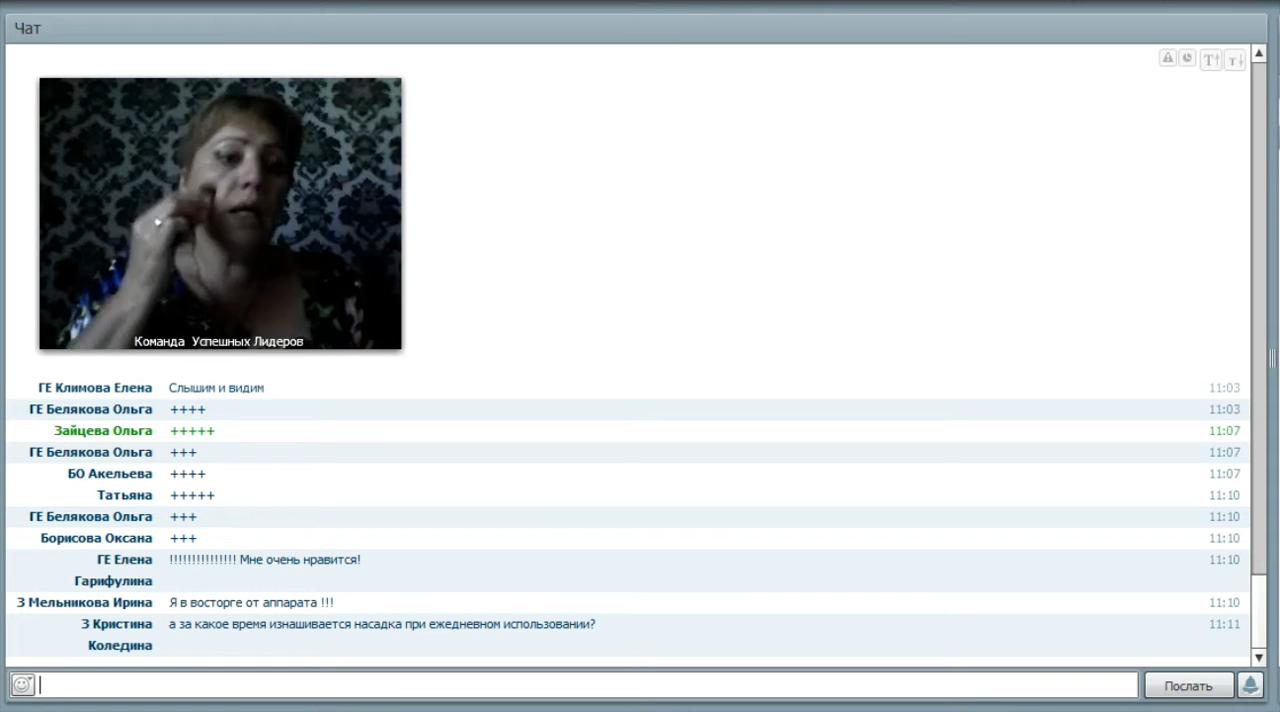 Чат
Команда Успешных Лидеров
ГЕ Климова Елена Слышим и видим 11:03
ГЕ Белякова Ольга ++++ 11:03
Зайцева Ольга +++++ 11:07
ГЕ Белякова Ольга +++ 11:07
БО Акельева ++++ 11:07
Татьяна +++++ 11:10
ГЕ Белякова Ольга +++ 11:10
Борисова Оксана +++ 11:10
ГЕ Елена !!!!!!!!!!!!!!! Мне очень нравится! 11:10
Гарифулина
З Мельникова Ирина Я в восторге от аппарата !!! 11:10
З Кристина а за какое время изнашивается насадка при ежедневном использовании? 11:11
Коледина
Послать